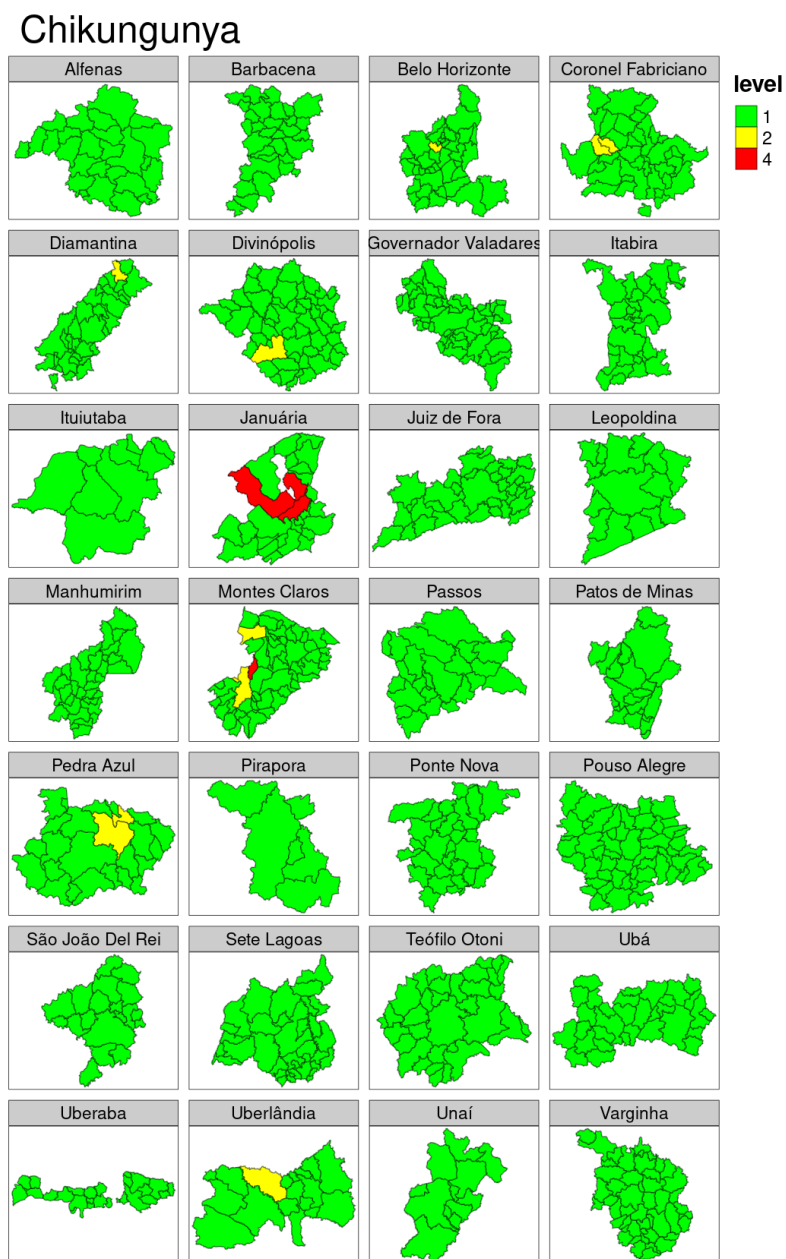 Chikungunya
Alfenas
Barbacena
Belo Horizonte
Coronel Fabriciano
level
1
2
4
Diamantina
Divinópolis
Governador Valadares
Itabira
Ituiutaba
Januária
Juiz de Fora
Leopoldina
Manhumirim
Montes Claros
Passos
Patos de Minas
Pedra Azul
Pirapora
Ponte Nova
Pouso Alegre
São João Del Rei
Sete Lagoas
Teófilo Otoni
Ubá
Uberaba
Uberlândia
Unaí
Varginha